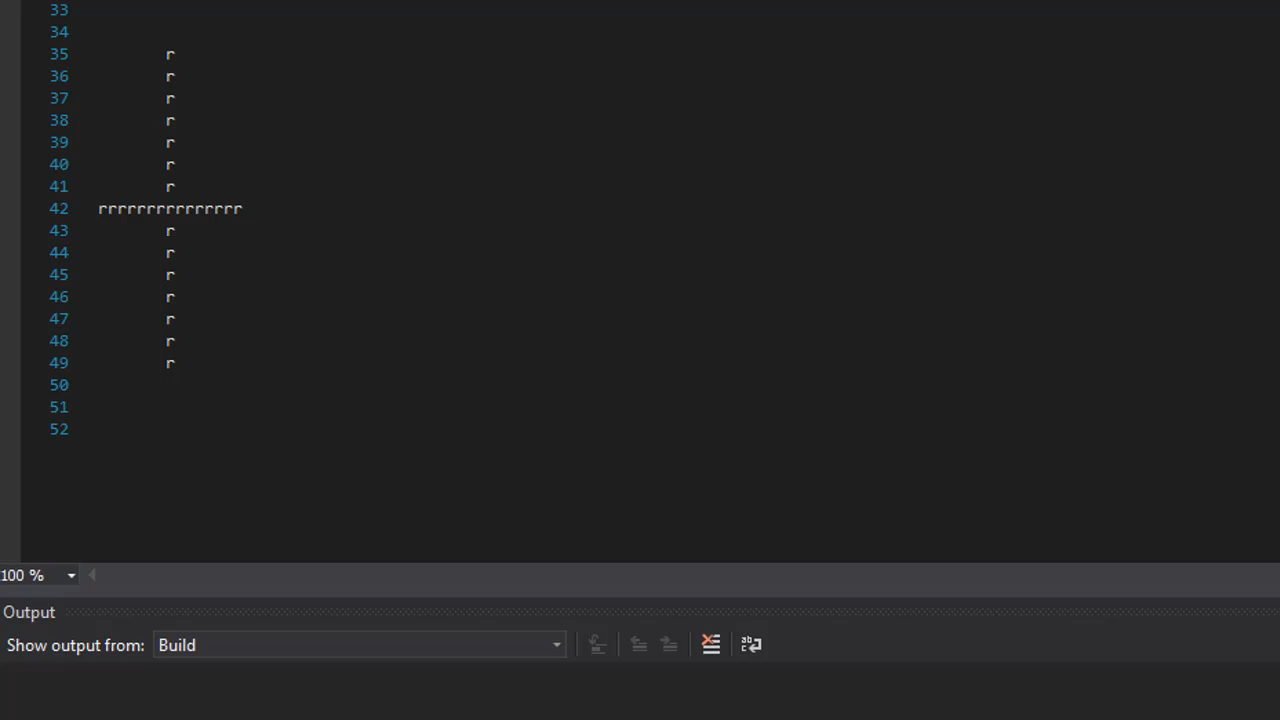 33
34
35 r
36 r
37 r
38 r
39 r
40 r
41 r
42 rrrrrrrrrrrrrrr
43 r
44 r
45 r
46 r
47 r
48 r
49 r
50
51
52
100 %
Output
Show output from: Build